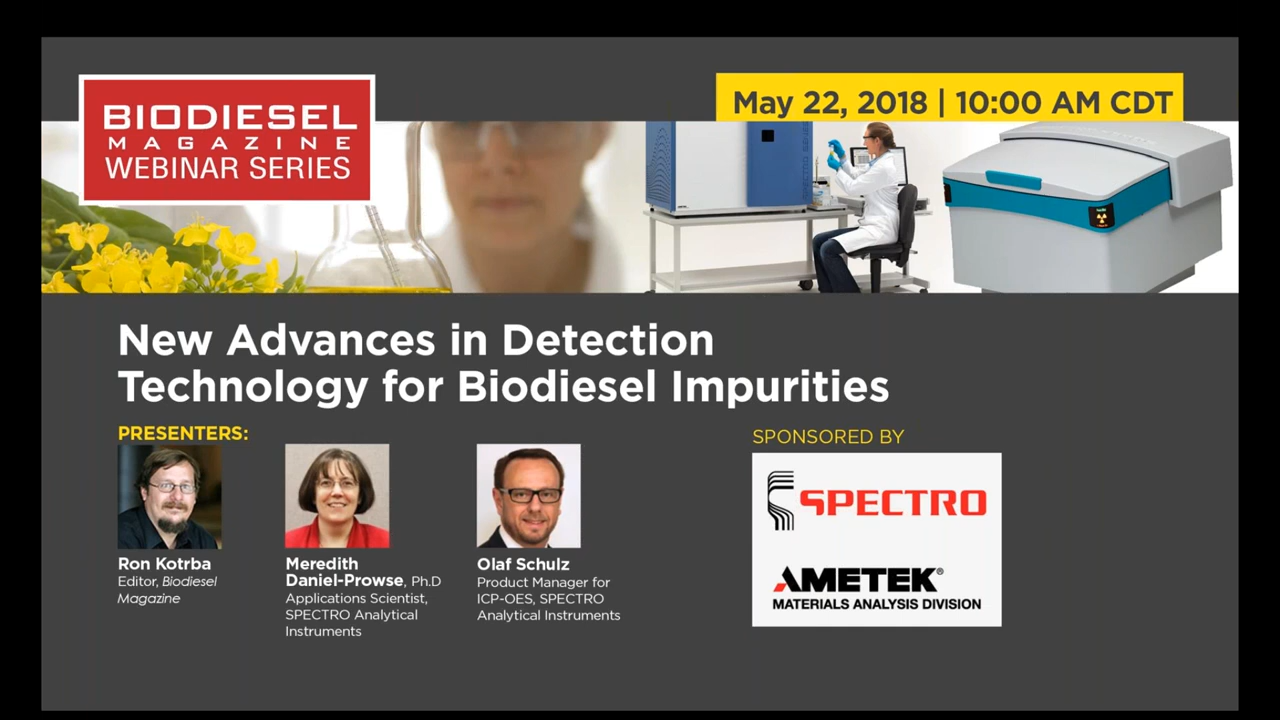 BIODIESEL
MAGAZINE
WEBINAR SERIES
May 22, 2018 | 10:00 AM CDT
New Advances in Detection
Technology for Biodiesel Impurities
PRESENTERS:
Ron Kotrba
Editor, Biodiesel
Magazine
Meredith
Daniel-Prowse, Ph.D
Applications Scientist,
SPECTRO Analytical
Instruments
Olaf Schulz
Product Manager for
ICP-OES, SPECTRO
Analytical Instruments
SPONSORED BY
SPECTRO
AMETEK®
MATERIALS ANALYSIS DIVISION